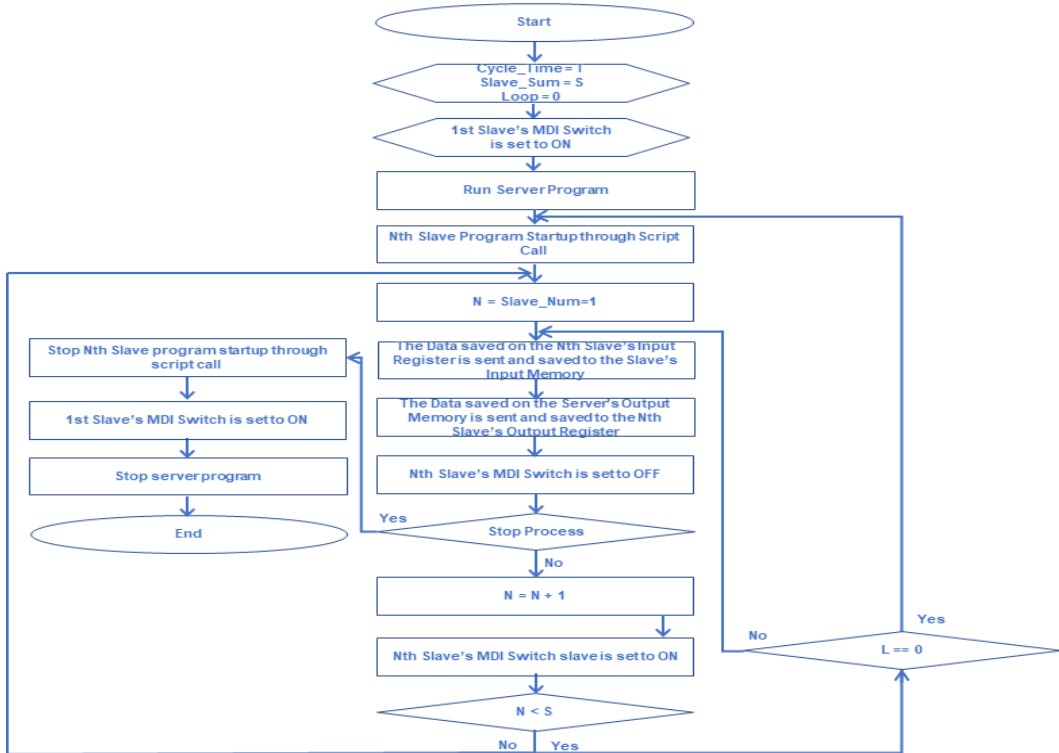 Start
Cycle_Time = T
Slave_Sum = S
Loop = 0
1st Slave's MDI Switch
is set to ON
Run Server Program
Nth Slave Program Startup through Script
Call
N = Slave_Num=1
The Data saved on the Nth Slave's Input
Register is sent and saved to the Slave's
Input Memory
The Data saved on the Server's Output
Memory is sent and saved to the Nth
Slave's Output Register
Nth Slave's MDI Switch is set to OFF
Stop Process
Yes
No
Stop Nth Slave program startup through
script call
1st Slave's MDI Switch is set to ON
Stop server program
End
N = N + 1
Nth Slave's MDI Switch slave is set to ON
N < S
No
Yes
L == 0
No
Yes